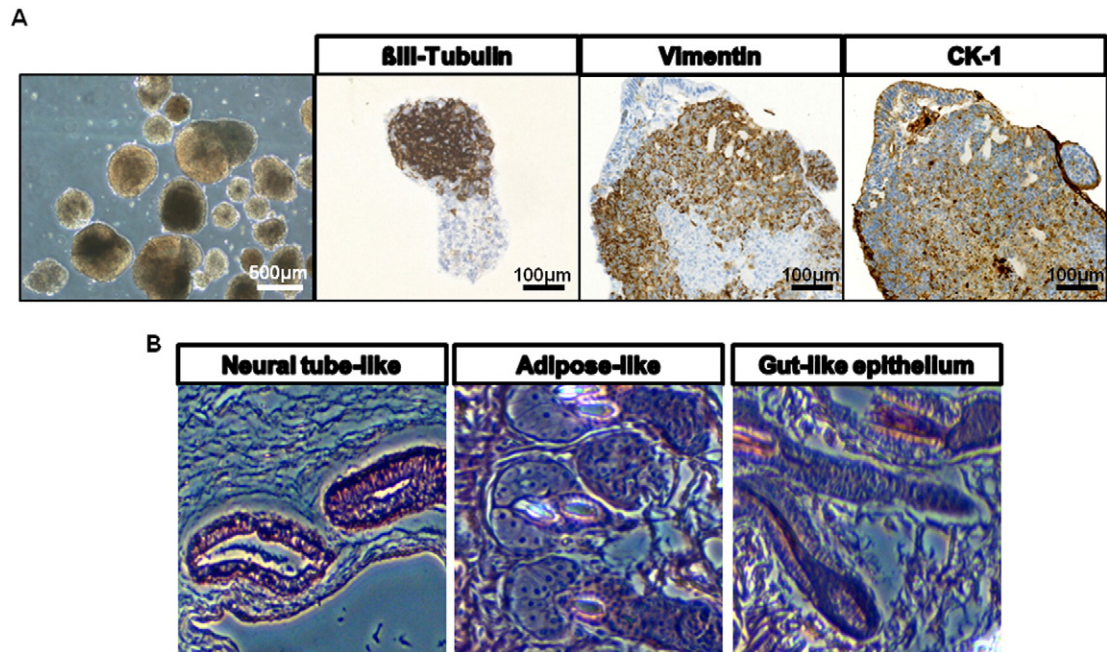 A
ßIII-Tubulin
Vimentin
CK-1
500µm
100µm
100µm
100µm
B
Neural tube-like
Adipose-like
Gut-like epithelium